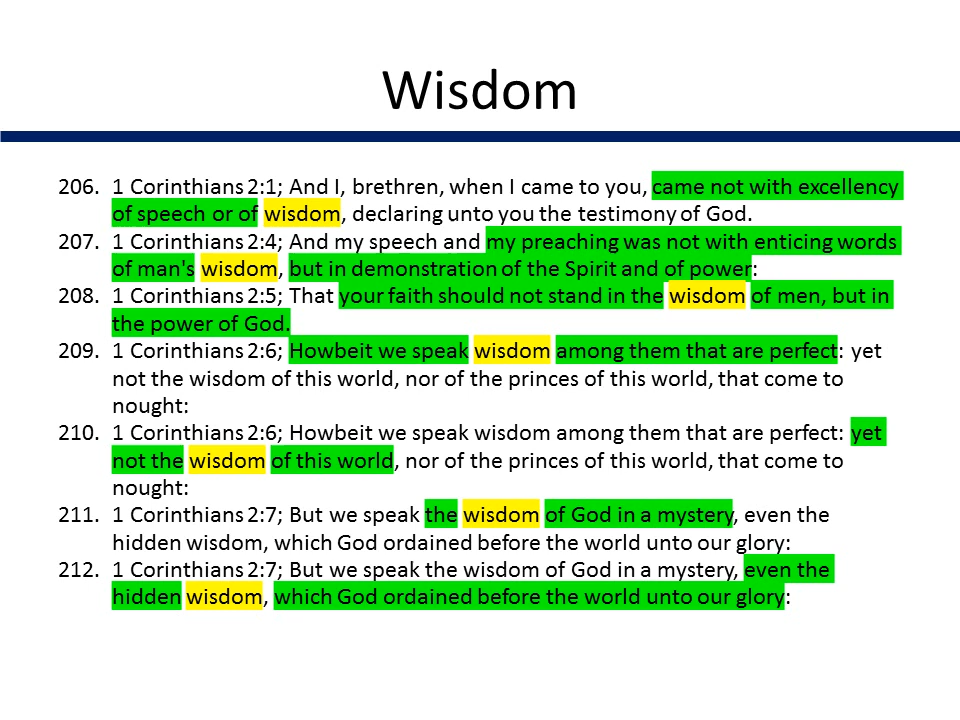 Wisdom
206. 1 Corinthians 2:1; And I, brethren, when I came to you, came not with excellency
of speech or of wisdom, declaring unto you the testimony of God.
207. 1 Corinthians 2:4; And my speech and my preaching was not with enticing words
of man's wisdom, but in demonstration of the Spirit and of power:
208. 1 Corinthians 2:5; That your faith should not stand in the wisdom of men, but in
the power of God.
209. 1 Corinthians 2:6; Howbeit we speak wisdom among them that are perfect: yet
not the wisdom of this world, nor of the princes of this world, that come to
nought:
210. 1 Corinthians 2:6; Howbeit we speak wisdom among them that are perfect: yet
not the wisdom of this world, nor of the princes of this world, that come to
nought:
211. 1 Corinthians 2:7; But we speak the wisdom of God in a mystery, even the
hidden wisdom, which God ordained before the world unto our glory:
212. 1 Corinthians 2:7; But we speak the wisdom of God in a mystery, even the
hidden wisdom, which God ordained before the world unto our glory: